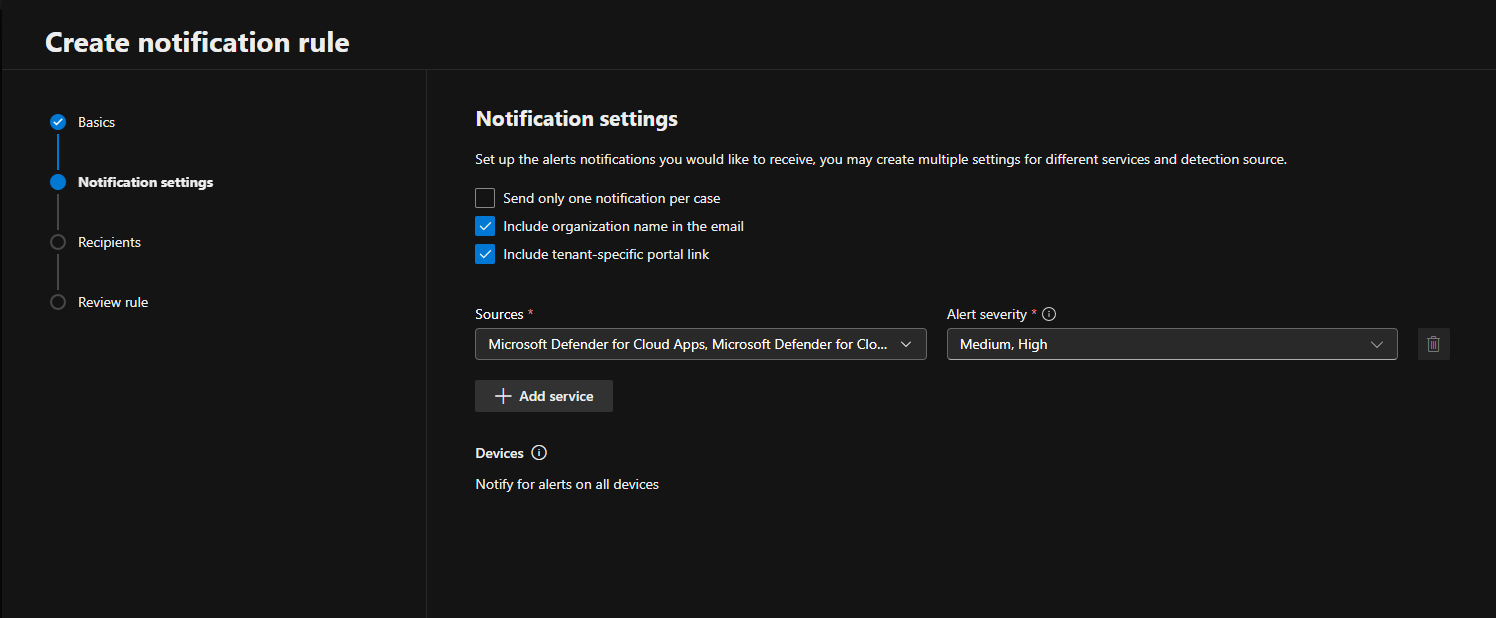 Create notification rule
Basics
Notification settings
Recipients
Review rule
Notification settings
Set up the alerts notifications you would like to receive, you may create multiple settings for different services and detection source.
Send only one notification per case
Include organization name in the email
Include tenant-specific portal link
Sources *
Alert severity *
Microsoft Defender for Cloud Apps, Microsoft Defender for Clo...
Medium, High
Add service
Devices
Notify for alerts on all devices